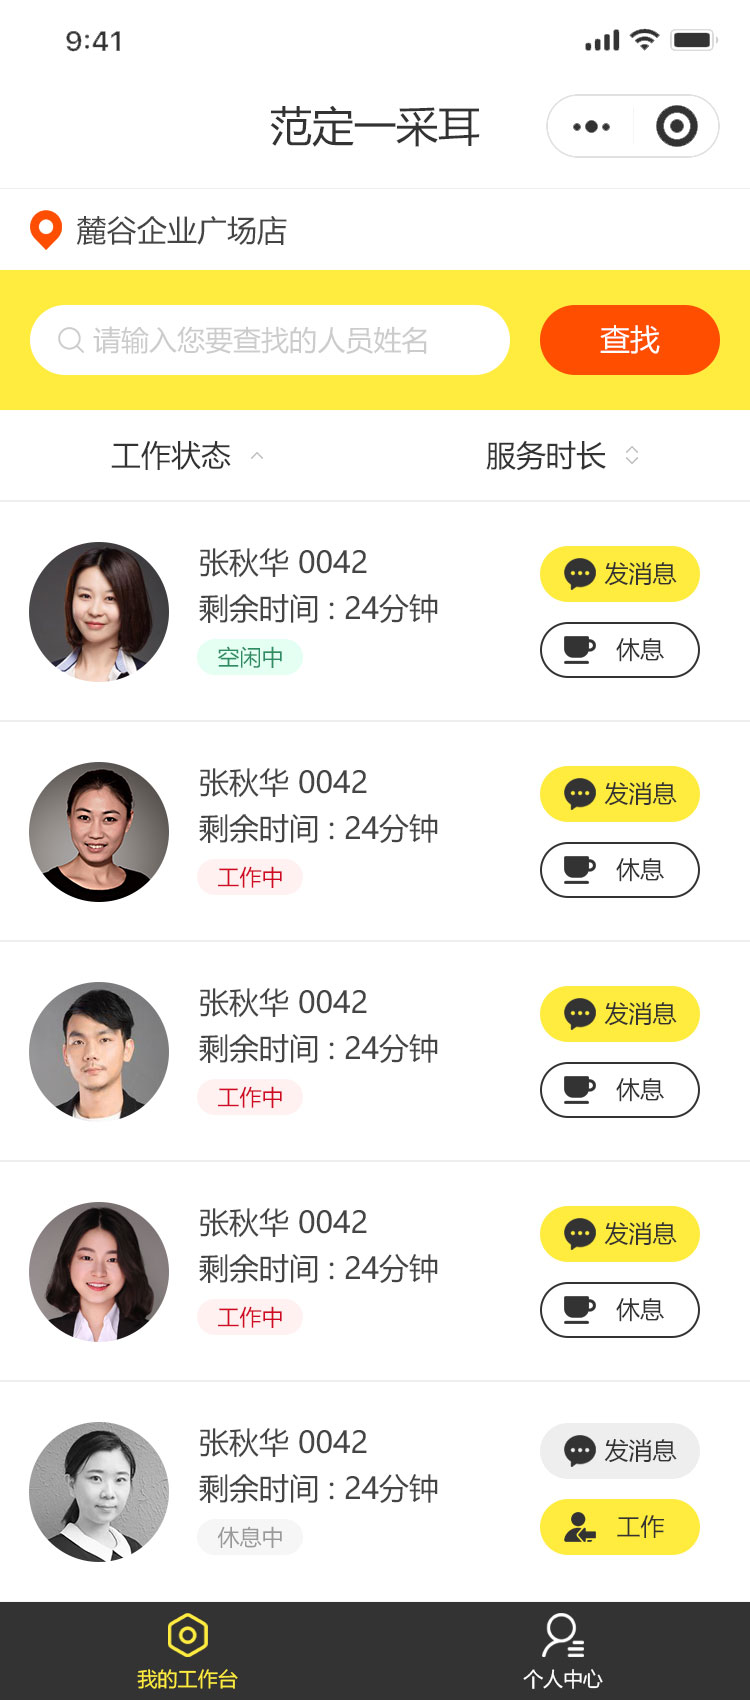 9:41
范定一采耳
麓谷企业广场店
请输入您要查找的人员姓名
查找
工作状态
服务时长
张秋华 0042
剩余时间 : 24分钟
空闲中
发消息
休息
张秋华 0042
剩余时间 : 24分钟
工作中
发消息
休息
张秋华 0042
剩余时间 : 24分钟
工作中
发消息
休息
张秋华 0042
剩余时间 : 24分钟
工作中
发消息
休息
张秋华 0042
剩余时间 : 24分钟
休息中
发消息
工作
我的工作台
个人中心